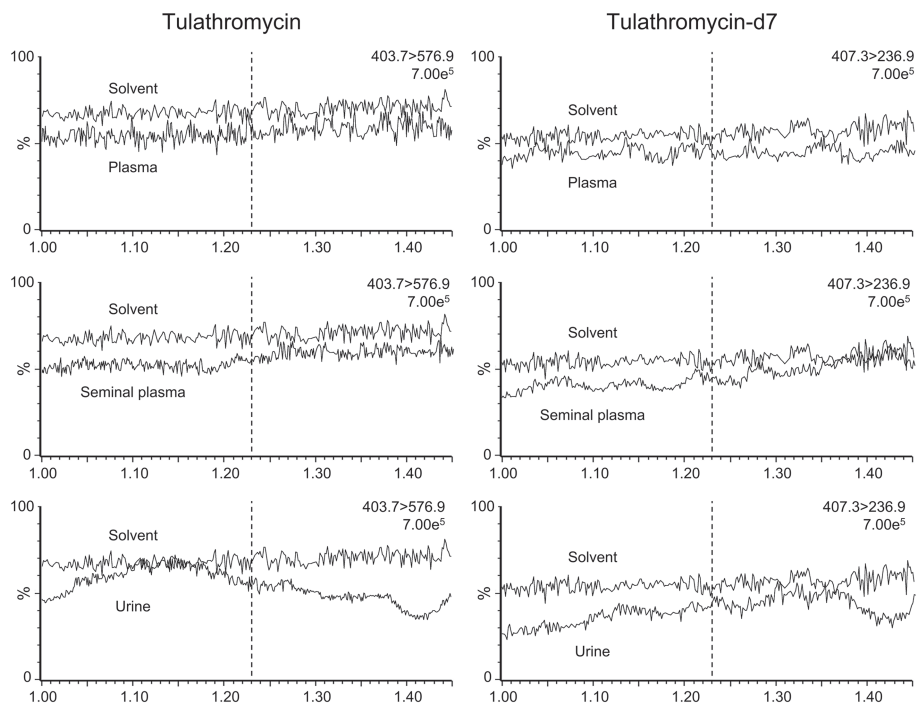 Tulathromycin
Tulathromycin-d7
100
403.7>576.9
7.00e⁵
Solvent
%
Plasma
0
1.00 1.10 1.20 1.30 1.40
100
407.3>236.9
7.00e⁵
Solvent
%
Plasma
0
1.00 1.10 1.20 1.30 1.40
100
403.7>576.9
7.00e⁵
Solvent
%
Seminal plasma
0
1.00 1.10 1.20 1.30 1.40
100
407.3>236.9
7.00e⁵
Solvent
%
Seminal plasma
0
1.00 1.10 1.20 1.30 1.40
100
403.7>576.9
7.00e⁵
Solvent
%
Urine
0
1.00 1.10 1.20 1.30 1.40
100
407.3>236.9
7.00e⁵
Solvent
%
Urine
0
1.00 1.10 1.20 1.30 1.40